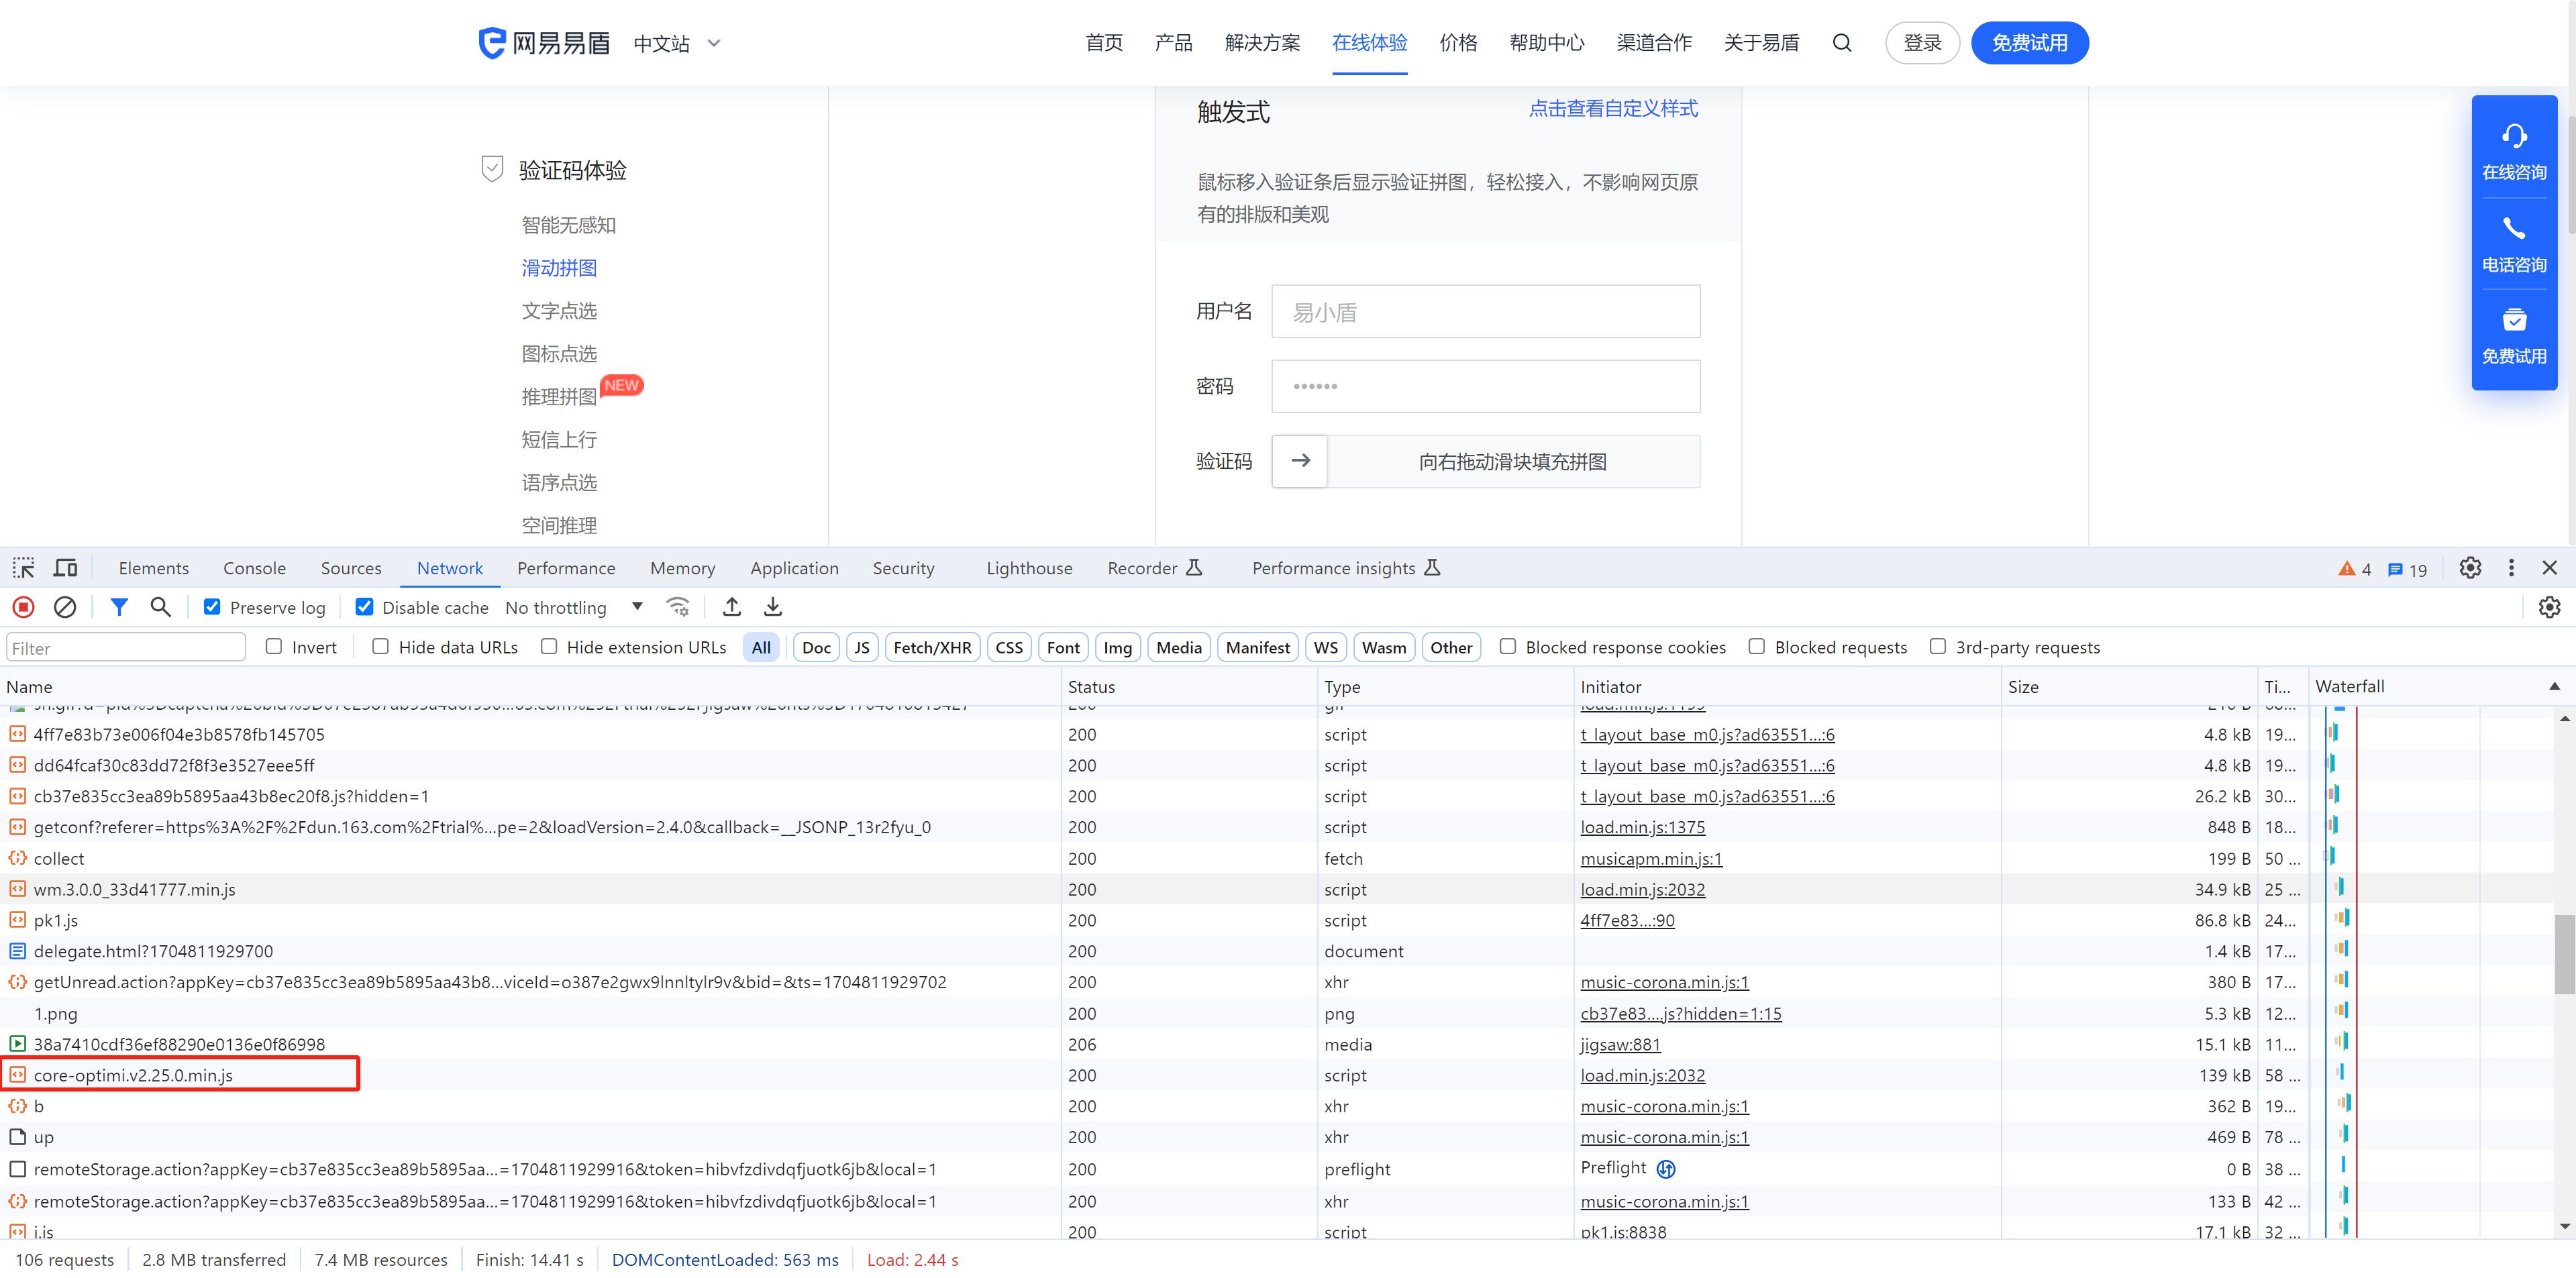 网易易盾 中文站 首页 产品 解决方案 在线体验 价格 帮助中心 渠道合作 关于易盾 登录 免费试用
验证码体验
智能无感知
滑动拼图
文字点选
图标点选
推理拼图 NEW
短信上行
语序点选
空间推理
触发式 点击查看自定义样式
鼠标移入验证条后显示验证拼图，轻松接入，不影响网页原
有的排版和美观
用户名 易小盾
密码 ••••••
验证码 向右拖动滑块填充拼图
在线咨询
电话咨询
免费试用
Elements Console Sources Network Performance Memory Application Security Lighthouse Recorder Performance insights 4 19
Preserve log Disable cache No throttling
Filter Invert Hide data URLs Hide extension URLs All Doc JS Fetch/XHR CSS Font Img Media Manifest WS Wasm Other Blocked response cookies Blocked requests 3rd-party requests
Name Status Type Initiator Size Ti... Waterfall
4ff7e83b73e006f04e3b8578fb145705 200 script t_layout_base_m0.js?ad63551...:6 4.8 kB 19...
dd64fcaf30c83dd72f8f3e3527eee5ff 200 script t_layout_base_m0.js?ad63551...:6 4.8 kB 19...
cb37e835cc3ea89b5895aa43b8ec20f8.js?hidden=1 200 script t_layout_base_m0.js?ad63551...:6 26.2 kB 30...
getconf?referer=https%3A%2F%2Fdun.163.com%2Ftrial%...pe=2&loadVersion=2.4.0&callback=__JSONP_13r2fyu_0 200 script load.min.js:1375 848 B 18...
collect 200 fetch musicapm.min.js:1 199 B 50 ...
wm.3.0.0_33d41777.min.js 200 script load.min.js:2032 34.9 kB 25 ...
pk1.js 200 script 4ff7e83...:90 86.8 kB 24...
delegate.html?1704811929700 200 document 1.4 kB 17...
getUnread.action?appKey=cb37e835cc3ea89b5895aa43b8...viceId=o387e2gwx9lnnltylr9v&bid=&ts=1704811929702 200 xhr music-corona.min.js:1 380 B 17...
1.png 200 png cb37e83....js?hidden=1:15 5.3 kB 12...
38a7410cdf36ef88290e0136e0f86998 206 media jigsaw:881 15.1 kB 11...
core-optimi.v2.25.0.min.js 200 script load.min.js:2032 139 kB 58 ...
b 200 xhr music-corona.min.js:1 362 B 19...
up 200 xhr music-corona.min.js:1 469 B 78 ...
remoteStorage.action?appKey=cb37e835cc3ea89b5895aa...=1704811929916&token=hibvfzdivdqfjuotk6jb&local=1 200 preflight Preflight 0 B 38 ...
remoteStorage.action?appKey=cb37e835cc3ea89b5895aa...=1704811929916&token=hibvfzdivdqfjuotk6jb&local=1 200 xhr music-corona.min.js:1 133 B 42 ...
i.js 200 script pk1.js:8838 17.1 kB 32 ...
106 requests 2.8 MB transferred 7.4 MB resources Finish: 14.41 s DOMContentLoaded: 563 ms Load: 2.44 s